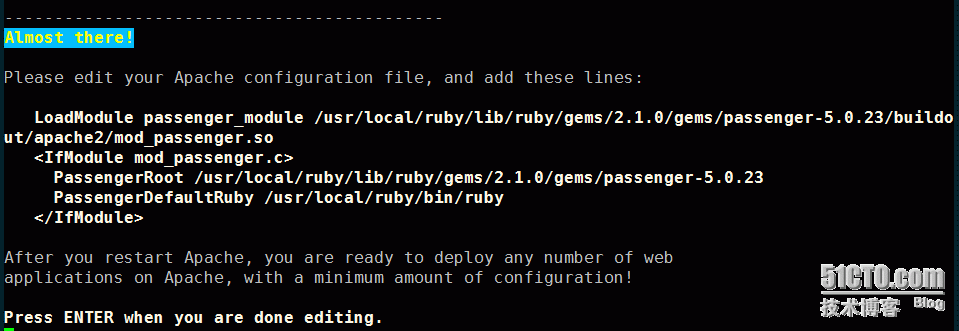 --------------------------------------------
Almost there!
Please edit your Apache configuration file, and add these lines:
LoadModule passenger_module /usr/local/ruby/lib/ruby/gems/2.1.0/gems/passenger-5.0.23/buildo
ut/apache2/mod_passenger.so
<IfModule mod_passenger.c>
PassengerRoot /usr/local/ruby/lib/ruby/gems/2.1.0/gems/passenger-5.0.23
PassengerDefaultRuby /usr/local/ruby/bin/ruby
</IfModule>
After you restart Apache, you are ready to deploy any number of web
applications on Apache, with a minimum amount of configuration!
Press ENTER when you are done editing.
51CTO.com
技术博客 Blog